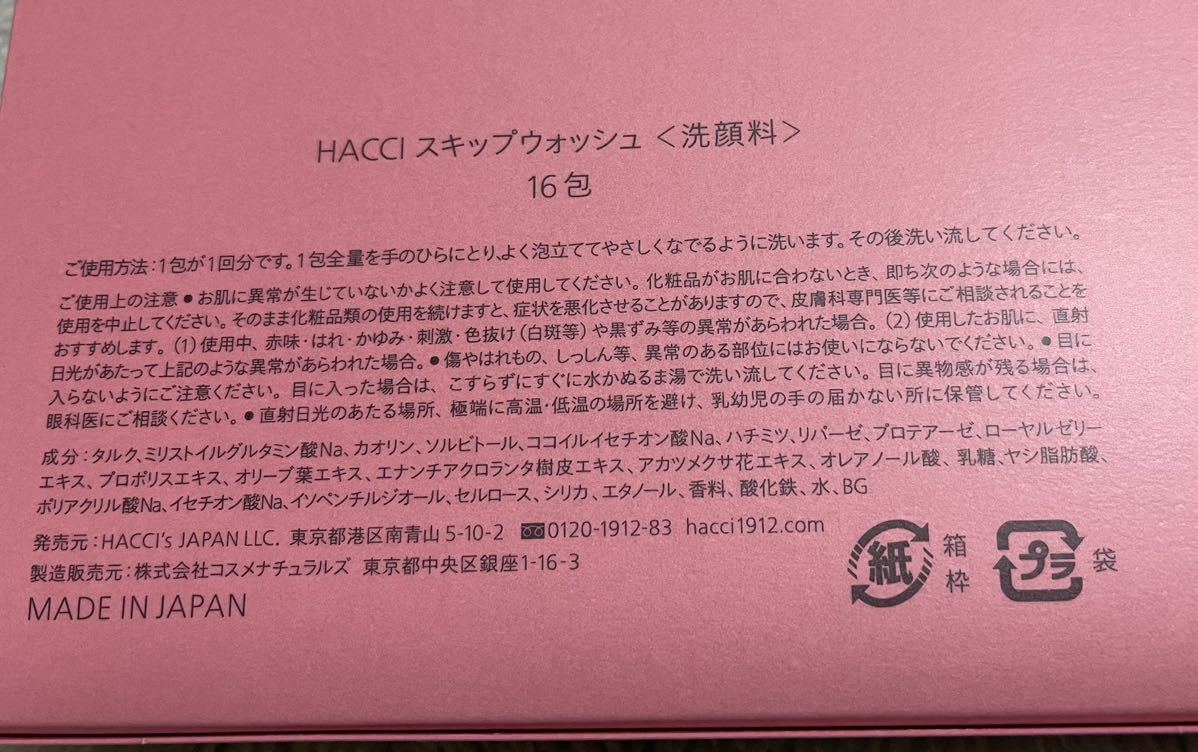 HACCI スキップウォッシュ ＜洗顔料＞
16包
ご使用方法：1包が1回分です。1包全量を手のひらにとり、よく泡立ててやさしくなでるように洗います。その後洗い流してください。
ご使用上の注意 ● お肌に異常が生じていないかよく注意して使用してください。化粧品がお肌に合わないとき、即ち次のような場合には、
使用を中止してください。そのまま化粧品類の使用を続けますと、症状を悪化させることがありますので、皮膚科専門医等にご相談されることを
おすすめします。（1）使用中、赤味・はれ・かゆみ・刺激・色抜け（白斑等）や黒ずみ等の異常があらわれた場合。（2）使用したお肌に、直射
日光があたって上記のような異常があらわれた場合。● 傷やはれもの、しっしん等、異常のある部位にはお使いにならないでください。● 目に
入らないようにご注意ください。目に入った場合は、こすらずにすぐに水かぬるま湯で洗い流してください。目に異物感が残る場合は、
眼科医にご相談ください。● 直射日光のあたる場所、極端に高温・低温の場所を避け、乳幼児の手の届かない所に保管してください。
成分：タルク、ミリストイルグルタミン酸Na、カオリン、ソルビトール、ココイルイセチオン酸Na、ハチミツ、リパーゼ、プロテアーゼ、ローヤルゼリー
エキス、プロポリスエキス、オリーブ葉エキス、エナンチアクロランタ樹皮エキス、アカツメクサ花エキス、オレアノール酸、乳糖、ヤシ脂肪酸、
ポリアクリル酸Na、イセチオン酸Na、イソペンチルジオール、セルロース、シリカ、エタノール、香料、酸化鉄、水、BG
発売元：HACCI's JAPAN LLC. 東京都港区南青山 5-10-2 0120-1912-83 hacci1912.com
製造販売元：株式会社コスメナチュラルズ 東京都中央区銀座1-16-3
MADE IN JAPAN
紙 箱 枠
プラ 袋